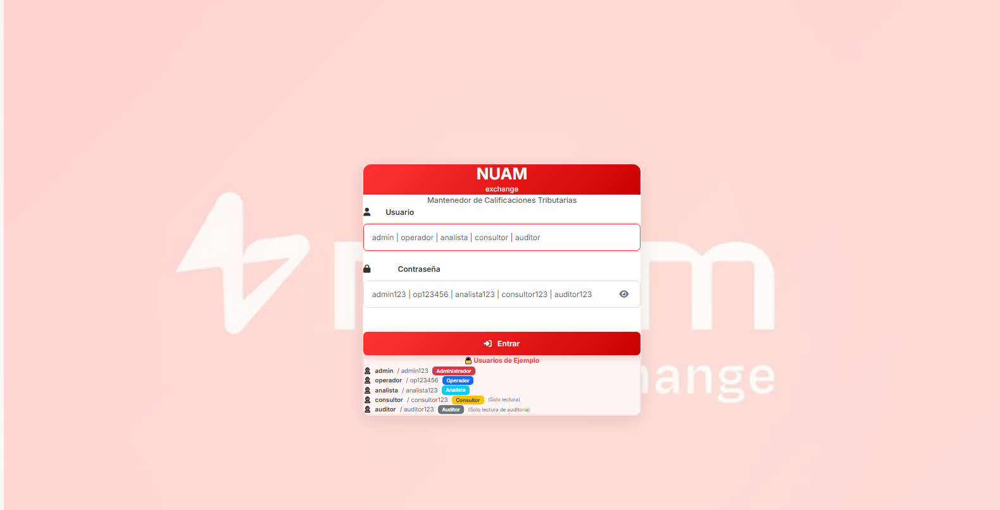 NUAM
exchange
Mantenedor de Calificaciones Tributarias
Usuario
admin | operador | analista | consultor | auditor
Contraseña
admin123 | op123456 | analista123 | consultor123 | auditor123
Entrar
Usuarios de Ejemplo
admin / admin123 Administrador
operador / op123456 Operador
analista / analista123 Analista
consultor / consultor123 Consultor (Solo lectura)
auditor / auditor123 Auditor (Solo lectura de auditoría)